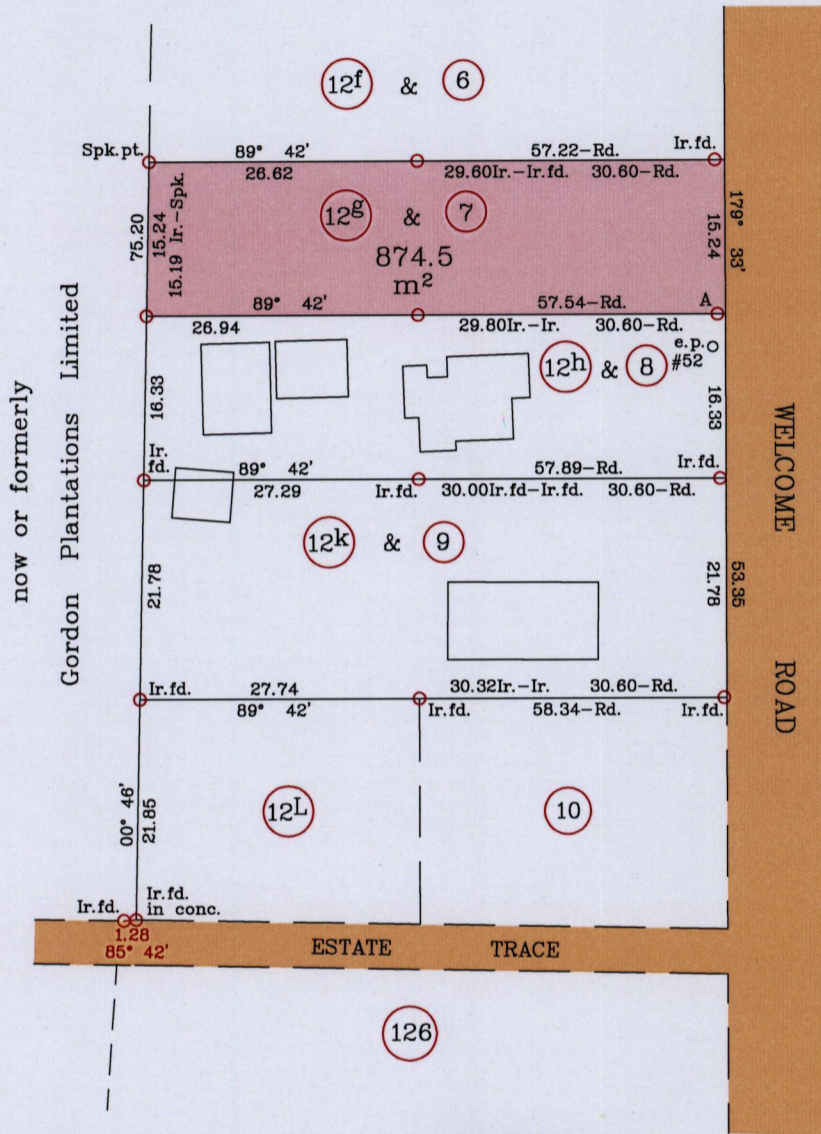 12f & 6
Spk.pt. 89° 42' 57.22-Rd. Ir.fd.
26.62 29.60Ir.-Ir.fd. 30.60-Rd.
12g & 7
874.5
m²
75.20
15.24
15.19 Ir.-Spk.
15.24
179° 33'
89° 42' 57.54-Rd. A
26.94 29.80Ir.-Ir. 30.60-Rd.
e.p.
#52
12h & 8
16.33
16.33
Ir.
fd.
89° 42' 57.89-Rd. Ir.fd.
27.29 Ir.fd. 30.00Ir.fd-Ir.fd. 30.60-Rd.
12k & 9
21.78
21.78
53.35
now or formerly
Gordon Plantations Limited
WELCOME ROAD
Ir.fd. 27.74 30.32Ir.-Ir. 30.60-Rd.
89° 42' Ir.fd. 58.34-Rd. Ir.fd.
00° 46'
21.85
12L
10
Ir.fd.
Ir.fd.
in conc.
1.28
85° 42'
ESTATE TRACE
126